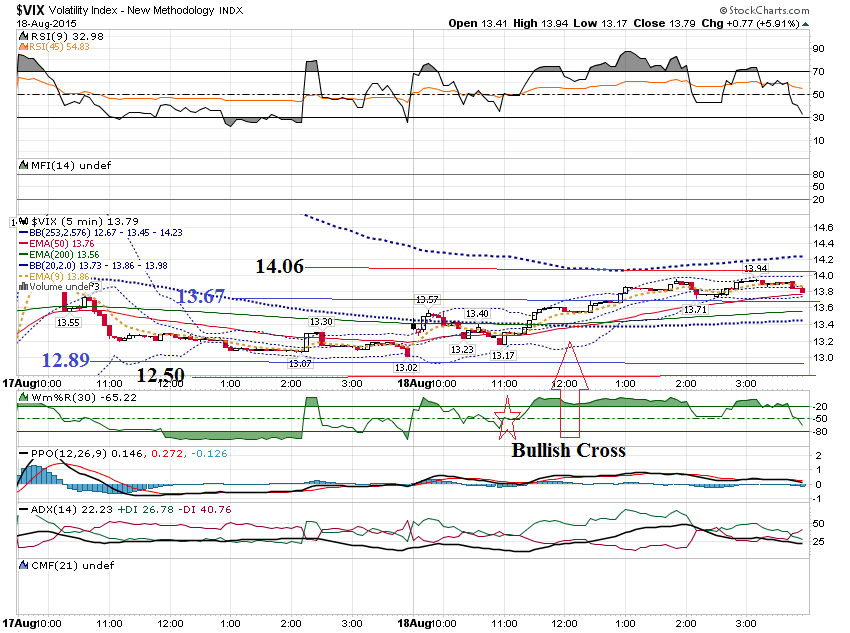 $VIX Volatility Index - New Methodology INDX © StockCharts.com
18-Aug-2015 Open 13.41 High 13.94 Low 13.17 Close 13.79 Chg +0.77 (+5.91%)
RSI(9) 32.98
RSI(45) 54.83
90
70
50
30
10
MFI(14) undef
80
50
20
$VIX (5 min) 13.79
BB(253,2.576) 12.67 - 13.45 - 14.23
EMA(50) 13.76
EMA(200) 13.56
BB(20,2.0) 13.73 - 13.86 - 13.98
EMA(9) 13.86
Volume undef
14.6
14.4
14.2
14.0
13.8
13.6
13.4
13.2
13.0
14.06
13.94
13.67
13.57
13.55
13.40
13.30
13.71
13.23
13.17
13.07
13.02
12.89
12.50
17Aug 10:00 11:00 12:00 1:00 2:00 3:00 18Aug 10:00 11:00 12:00 1:00 2:00 3:00
Wm%R(30) -65.22
-20
-50
-80
Bullish Cross
PPO(12,26,9) 0.146, 0.272, -0.126
2
1
0
-1
ADX(14) 22.23 +DI 26.78 -DI 40.76
50
25
CMF(21) undef
17Aug 10:00 11:00 12:00 1:00 2:00 3:00 18Aug 10:00 11:00 12:00 1:00 2:00 3:00